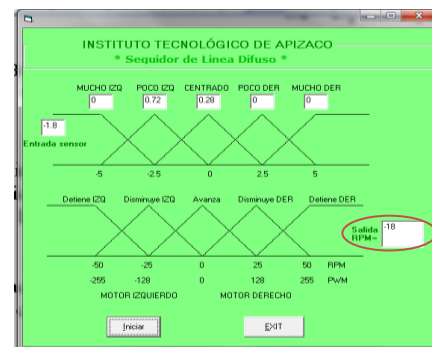 INSTITUTO TECNOLÓGICO DE APIZACO
* Seguidor de Linea Difuso *
MUCHO IZQ POCO IZQ CENTRADO POCO DER MUCHO DER
0 0.72 0.28 0 0
-1.8
Entrada sensor
-5 -2.5 0 2.5 5
Detiene IZQ Disminuye IZQ Avanza Disminuye DER Detiene DER
Salida RPM= -18
-50 -25 0 25 50 RPM
-255 -128 0 128 255 PWM
MOTOR IZQUIERDO MOTOR DERECHO
Iniciar EXIT